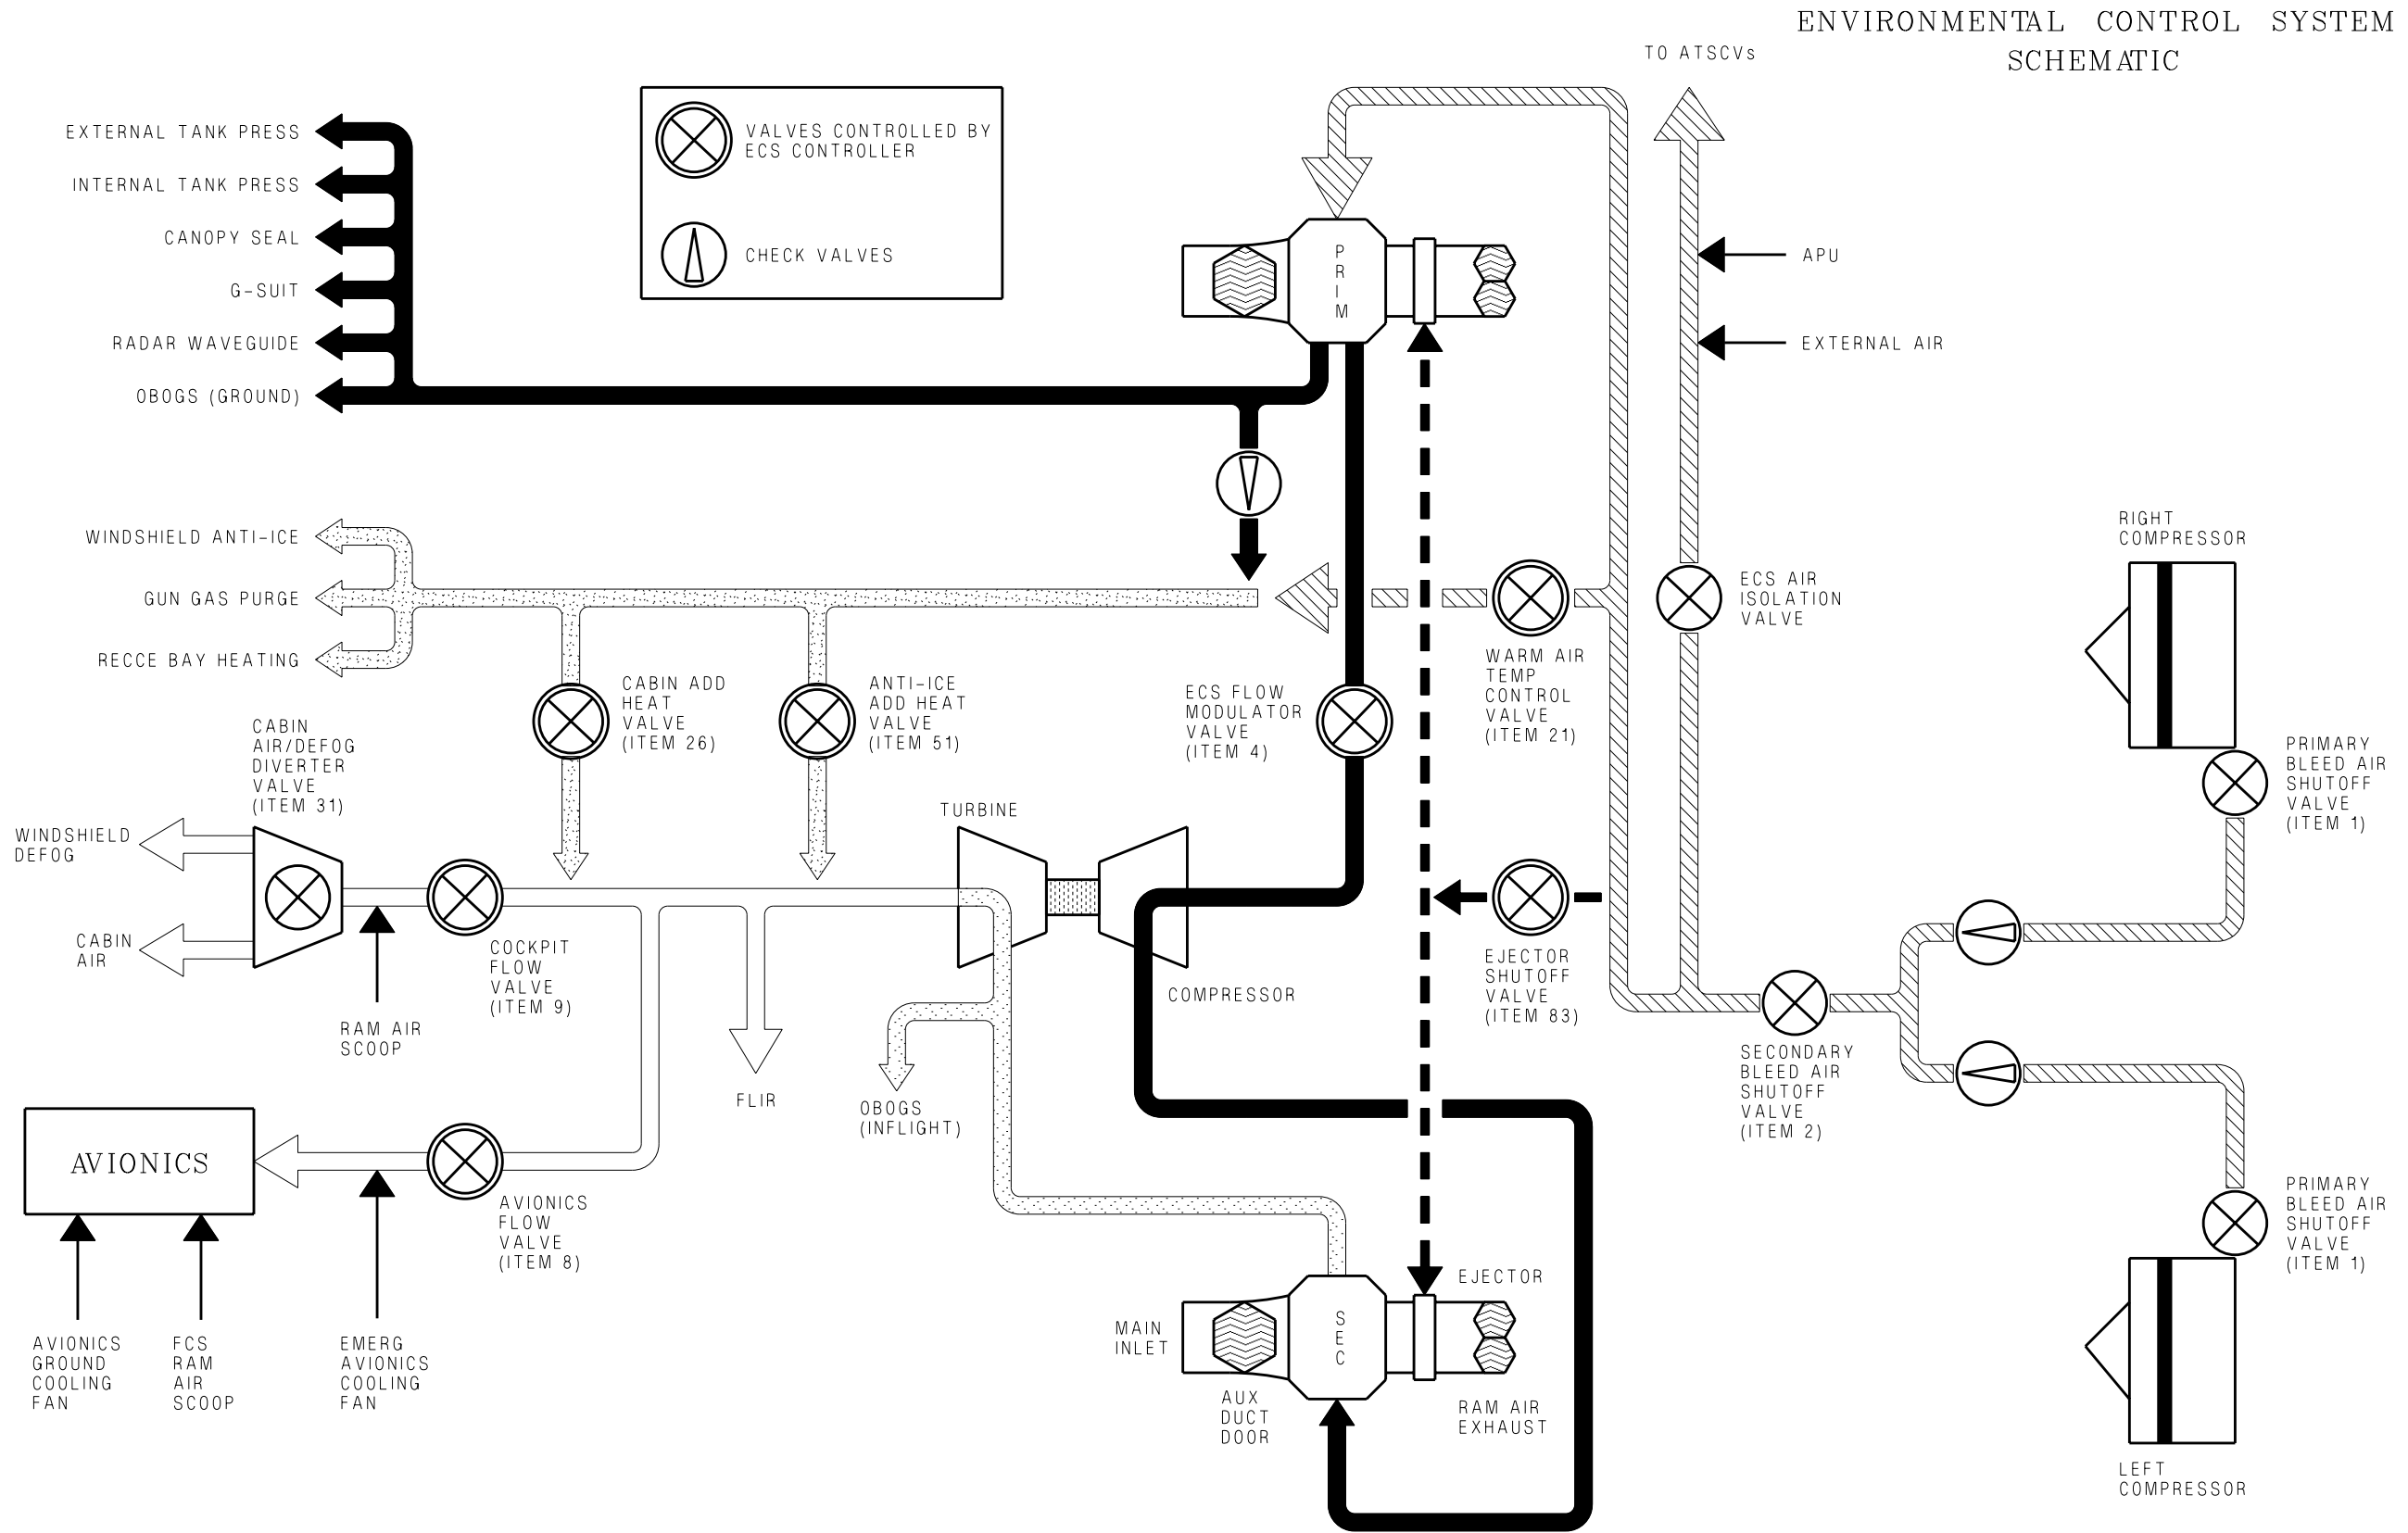 ENVIRONMENTAL CONTROL SYSTEM
SCHEMATIC
TO ATSCVs
EXTERNAL TANK PRESS
INTERNAL TANK PRESS
CANOPY SEAL
G-SUIT
RADAR WAVEGUIDE
OBOGS (GROUND)
VALVES CONTROLLED BY
ECS CONTROLLER
CHECK VALVES
P
R
I
M
APU
EXTERNAL AIR
WINDSHIELD ANTI-ICE
GUN GAS PURGE
RECCE BAY HEATING
RIGHT
COMPRESSOR
ECS AIR
ISOLATION
VALVE
WARM AIR
TEMP
CONTROL
VALVE
(ITEM 21)
ECS FLOW
MODULATOR
VALVE
(ITEM 4)
ANTI-ICE
ADD HEAT
VALVE
(ITEM 51)
CABIN ADD
HEAT
VALVE
(ITEM 26)
CABIN
AIR/DEFOG
DIVERTER
VALVE
(ITEM 31)
PRIMARY
BLEED AIR
SHUTOFF
VALVE
(ITEM 1)
WINDSHIELD
DEFOG
CABIN
AIR
RAM AIR
SCOOP
COCKPIT
FLOW
VALVE
(ITEM 9)
TURBINE
COMPRESSOR
EJECTOR
SHUTOFF
VALVE
(ITEM 83)
SECONDARY
BLEED AIR
SHUTOFF
VALVE
(ITEM 2)
FLIR
OBOGS
(INFLIGHT)
AVIONICS
AVIONICS
FLOW
VALVE
(ITEM 8)
PRIMARY
BLEED AIR
SHUTOFF
VALVE
(ITEM 1)
AVIONICS
GROUND
COOLING
FAN
FCS
RAM
AIR
SCOOP
EMERG
AVIONICS
COOLING
FAN
MAIN
INLET
S
E
C
EJECTOR
AUX
DUCT
DOOR
RAM AIR
EXHAUST
LEFT
COMPRESSOR